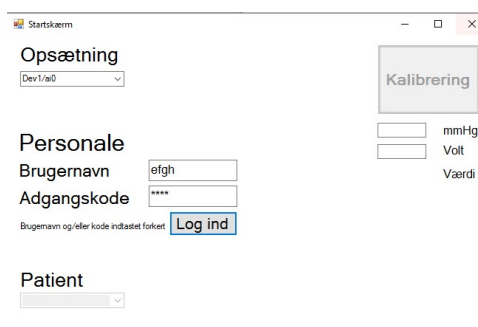 Startskærm
Opsætning
Dev1/ai0
Kalibrering
mmHg
Volt
Værdi
Personale
Brugernavn efgh
Adgangskode ****
Brugernavn og/eller kode indtastet forkert Log ind
Patient